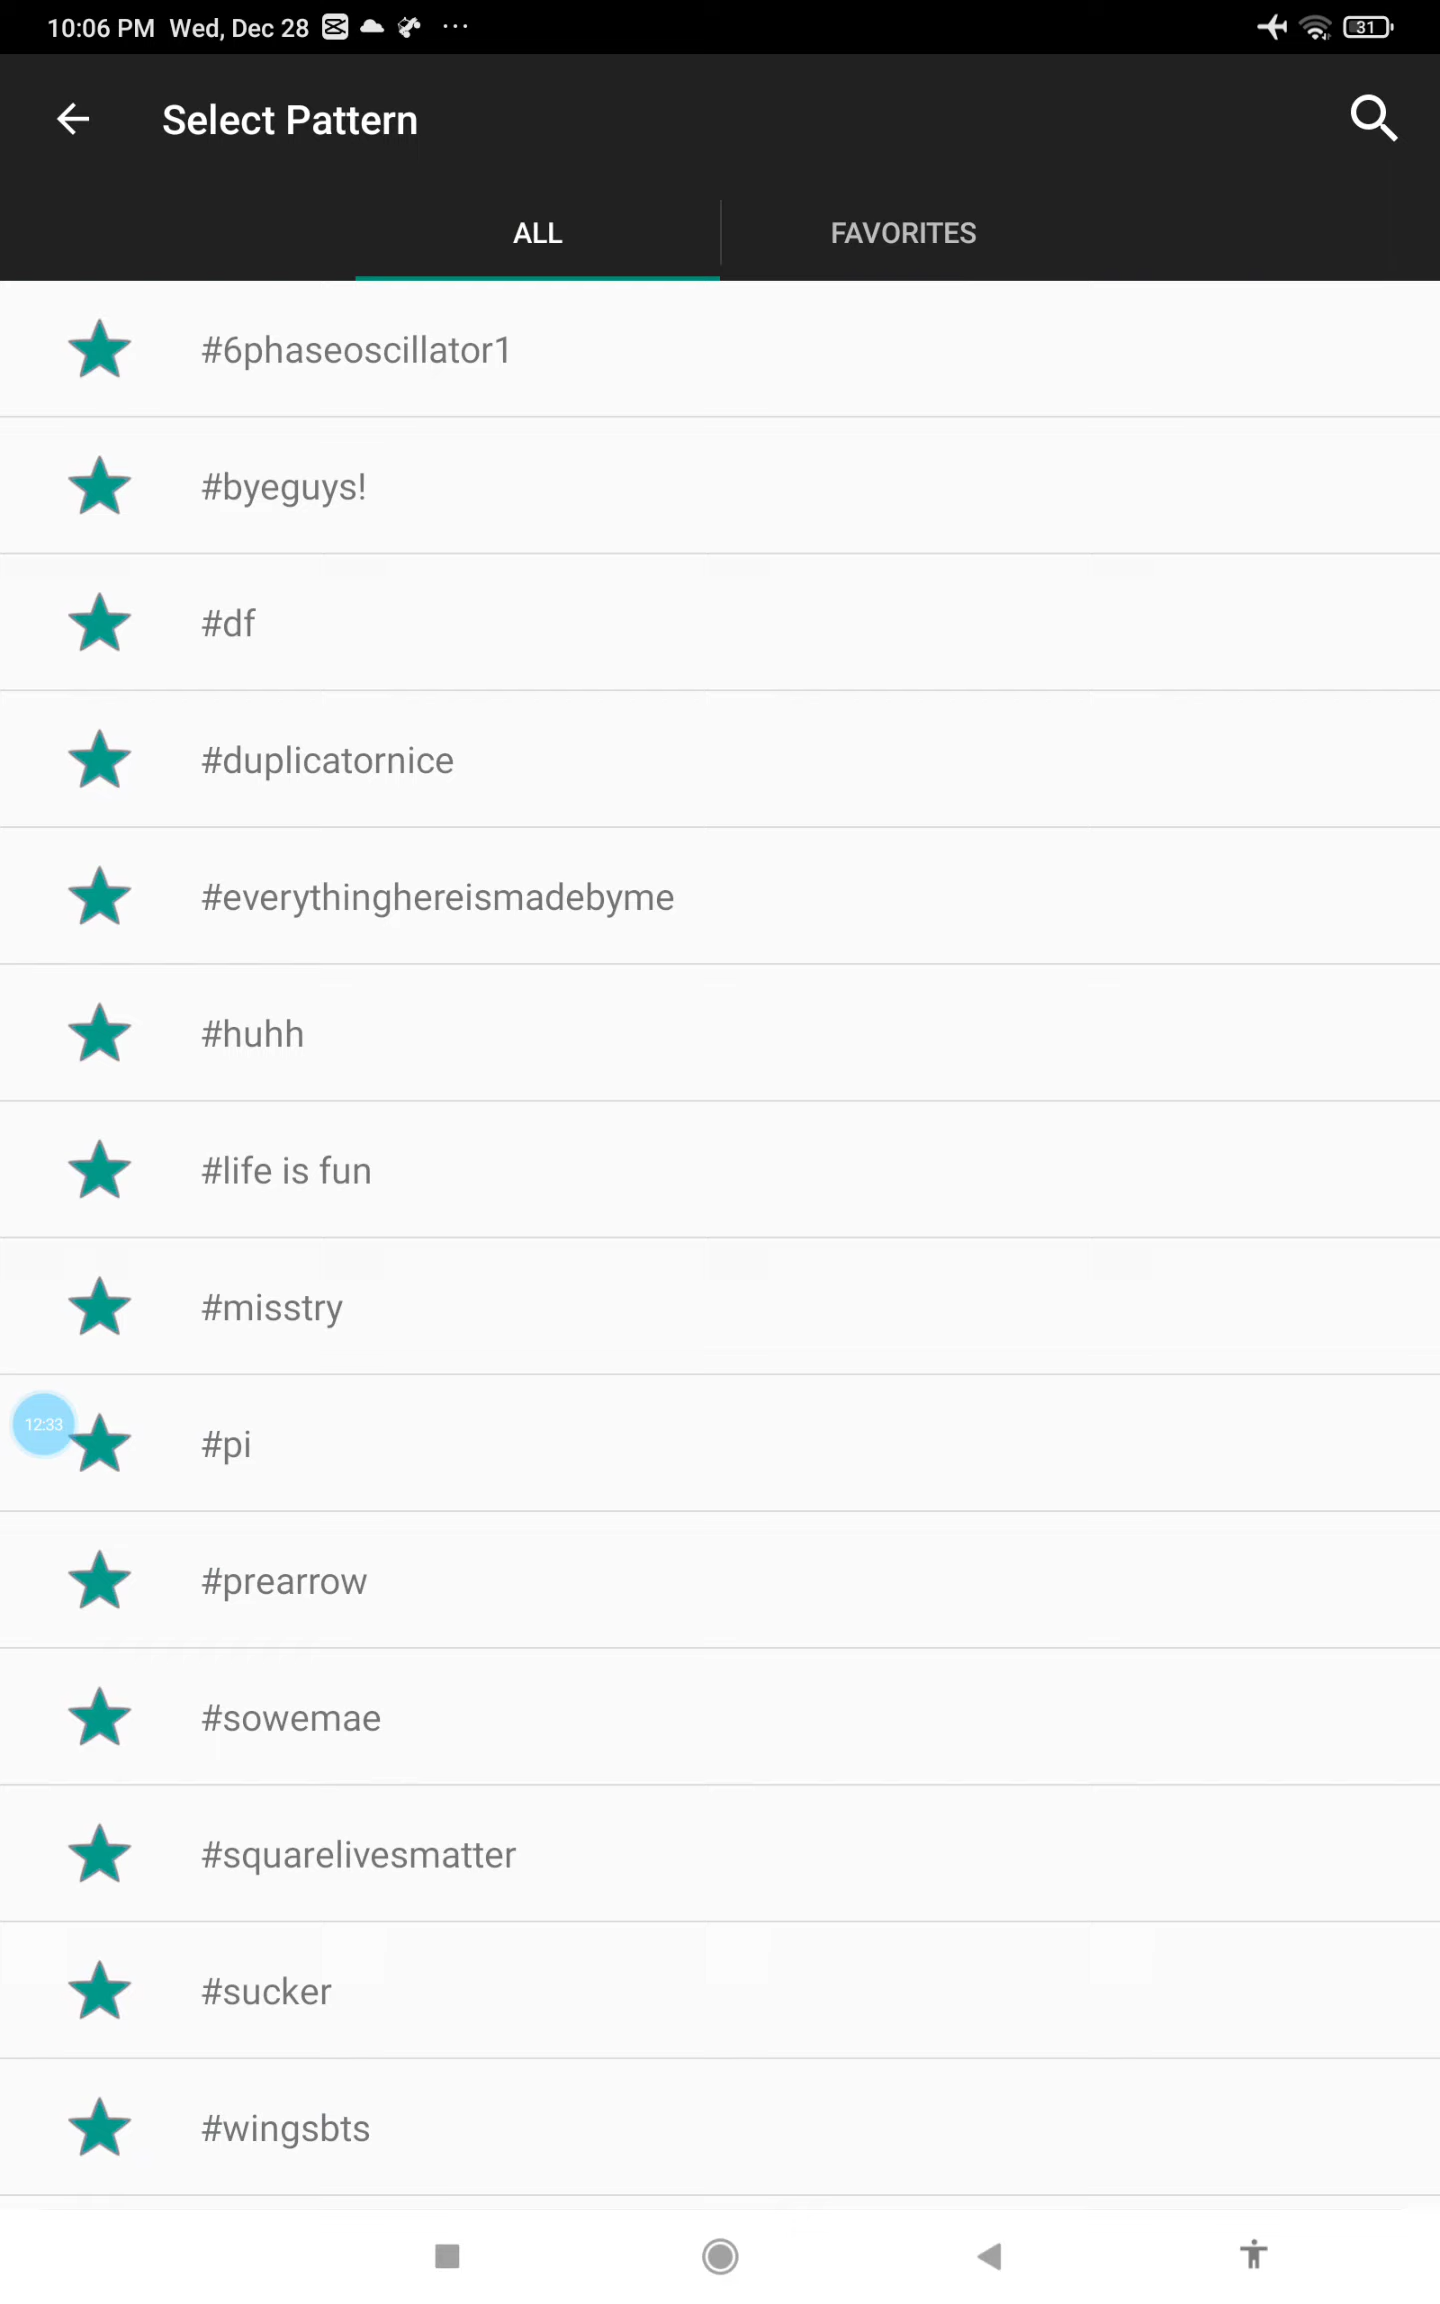 10:06 PM Wed, Dec 28 31
Select Pattern
ALL FAVORITES
#6phaseoscillator1
#byeguys!
#df
#duplicatornice
#everythinghereismadebyme
#huhh
#life is fun
#misstry
12:33
#pi
#prearrow
#sowemae
#squarelivesmatter
#sucker
#wingsbts